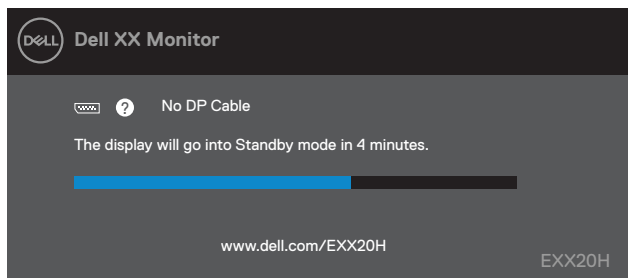 DELL Dell XX Monitor
? No DP Cable
The display will go into Standby mode in 4 minutes.
www.dell.com/EXX20H
EXX20H